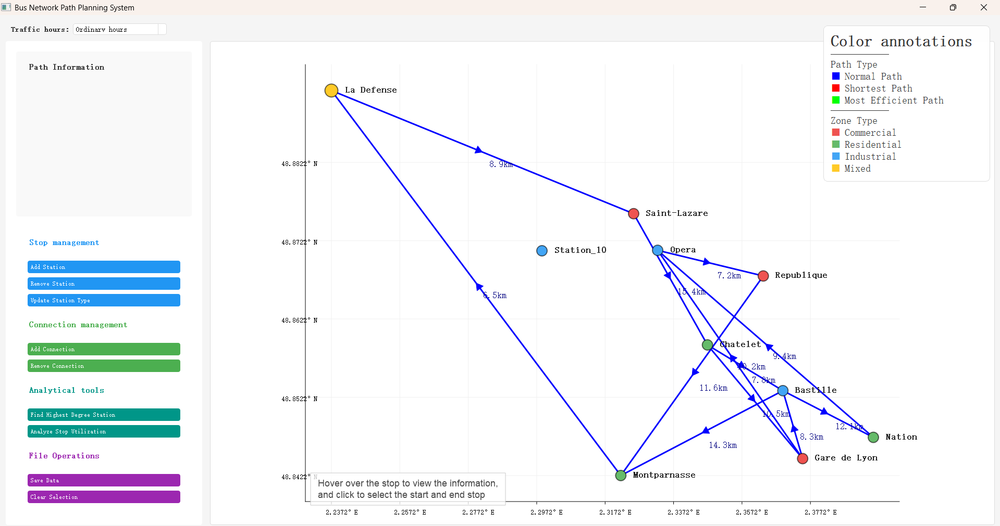 Bus Network Path Planning System
Traffic hours: Ordinary hours
Path Information
Stop management
Add Station
Remove Station
Update Station Type
Connection management
Add Connection
Remove Connection
Analytical tools
Find Highest Degree Station
Analyze Stop Utilization
File Operations
Save Data
Clear Selection
Color annotations
Path Type
Normal Path
Shortest Path
Most Efficient Path
Zone Type
Commercial
Residential
Industrial
Mixed
La Defense
8.9km
48.8822° N
Saint-Lazare
48.8722° N
Station_10
Opera
7.2km
Republique
15.4km
6.5km
48.8622° N
Chatelet
9.4km
10.2km
7.8km
11.6km
Bastille
48.8522° N
10.5km
12.1km
8.3km
Nation
14.3km
Gare de Lyon
Montparnasse
48.8422° N
Hover over the stop to view the information,
and click to select the start and end stop
2.2372° E
2.2572° E
2.2772° E
2.2972° E
2.3172° E
2.3372° E
2.3572° E
2.3772° E